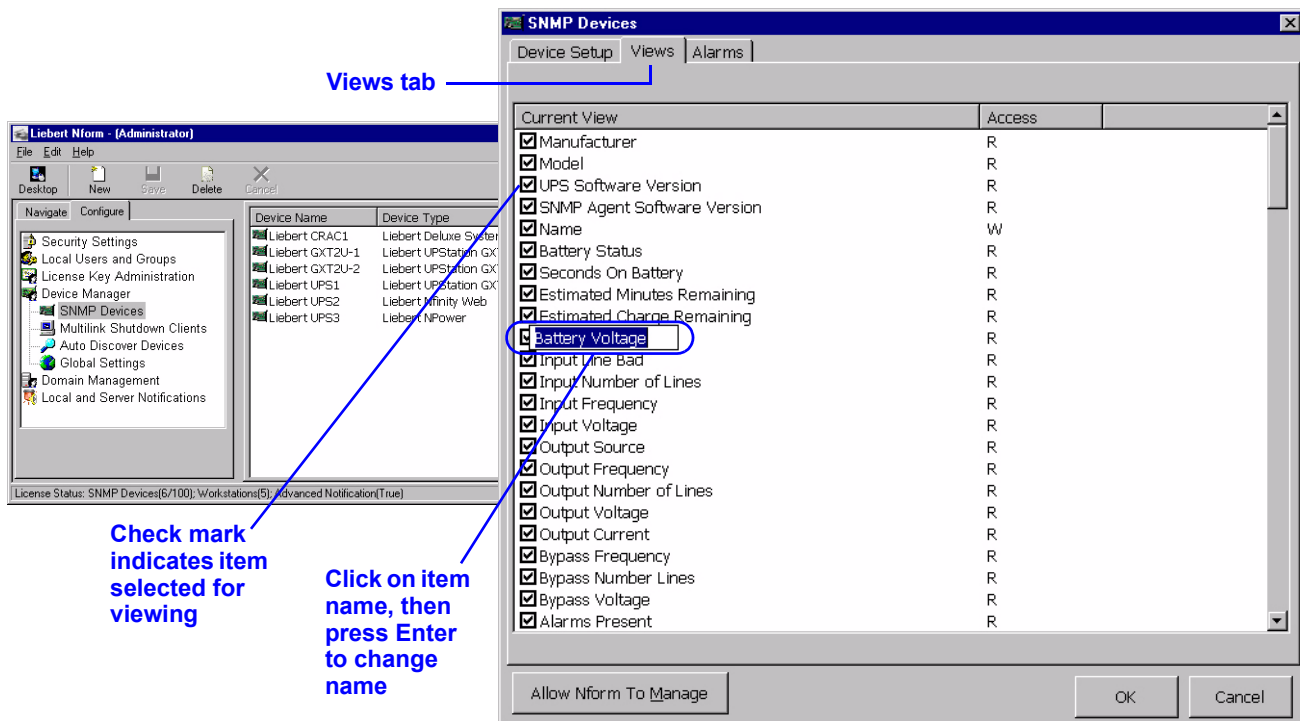 SNMP Devices
Device Setup Views Alarms
Views tab
Current View Access
Manufacturer R
Model R
UPS Software Version R
SNMP Agent Software Version R
Name W
Battery Status R
Seconds On Battery R
Estimated Minutes Remaining R
Estimated Charge Remaining R
Battery Voltage R
Input Line Bad R
Input Number of Lines R
Input Frequency R
Input Voltage R
Output Source R
Output Frequency R
Output Number of Lines R
Output Voltage R
Output Current R
Bypass Frequency R
Bypass Number Lines R
Bypass Voltage R
Alarms Present R
Allow Nform To Manage OK Cancel
Liebert Nform - (Administrator)
File Edit Help
Desktop New Save Delete Cancel
Navigate Configure
Security Settings
Local Users and Groups
License Key Administration
Device Manager
SNMP Devices
Multilink Shutdown Clients
Auto Discover Devices
Global Settings
Domain Management
Local and Server Notifications
Device Name Device Type
Liebert CRAC1 Liebert Deluxe System
Liebert GXT2U-1 Liebert UPStation GX
Liebert GXT2U-2 Liebert UPStation GX
Liebert UPS1 Liebert UPStation GX
Liebert UPS2 Liebert Nfinity Web
Liebert UPS3 Liebert NPower
License Status: SNMP Devices(6/100); Workstations(5); Advanced Notification(True)
Check mark
indicates item
selected for
viewing
Click on item
name, then
press Enter
to change
name